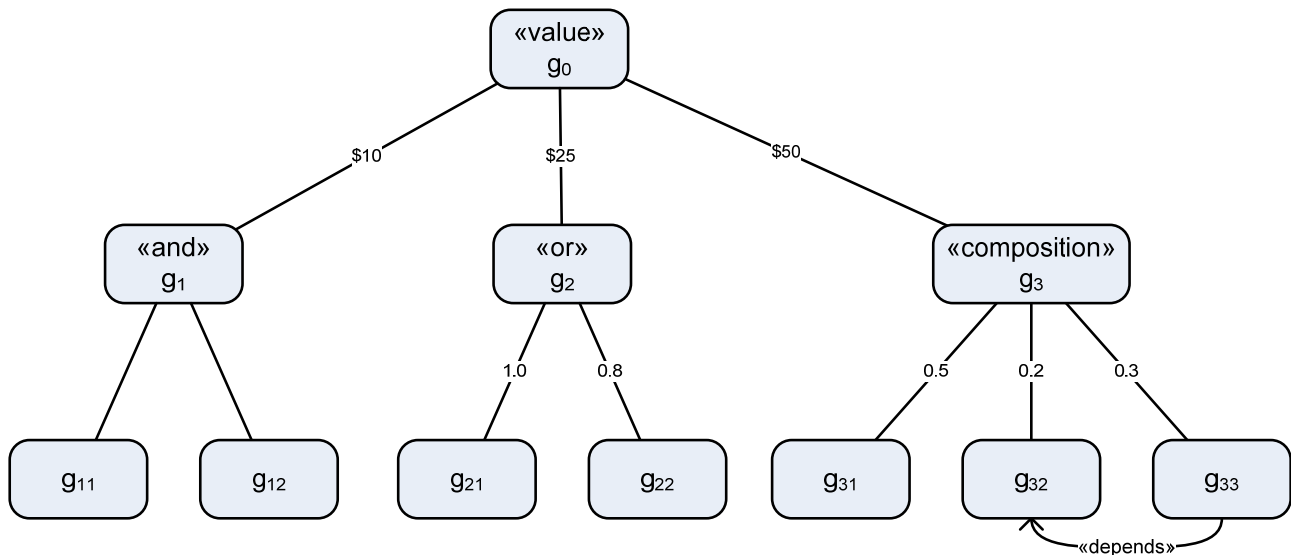 «value»
g₀
$10
$25
$50
«and»
g₁
«or»
g₂
«composition»
g₃
1.0
0.8
0.5
0.2
0.3
g₁₁
g₁₂
g₂₁
g₂₂
g₃₁
g₃₂
g₃₃
«depends»